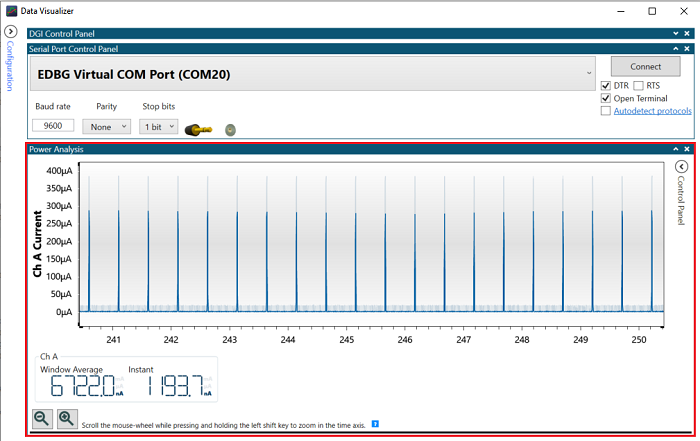 Data Visualizer
Configuration
DGI Control Panel
Serial Port Control Panel
EDBG Virtual COM Port (COM20)
Connect
DTR RTS
Open Terminal
Autodetect protocols
Baud rate Parity Stop bits
9600 None 1 bit
Power Analysis
Control Panel
Ch A Current
400µA
350µA
300µA
250µA
200µA
150µA
100µA
50µA
0µA
241 242 243 244 245 246 247 248 249 250
Ch A
Window Average Instant
6722.0 nA 1193.7 nA
Scroll the mouse-wheel while pressing and holding the left shift key to zoom in the time axis. ?